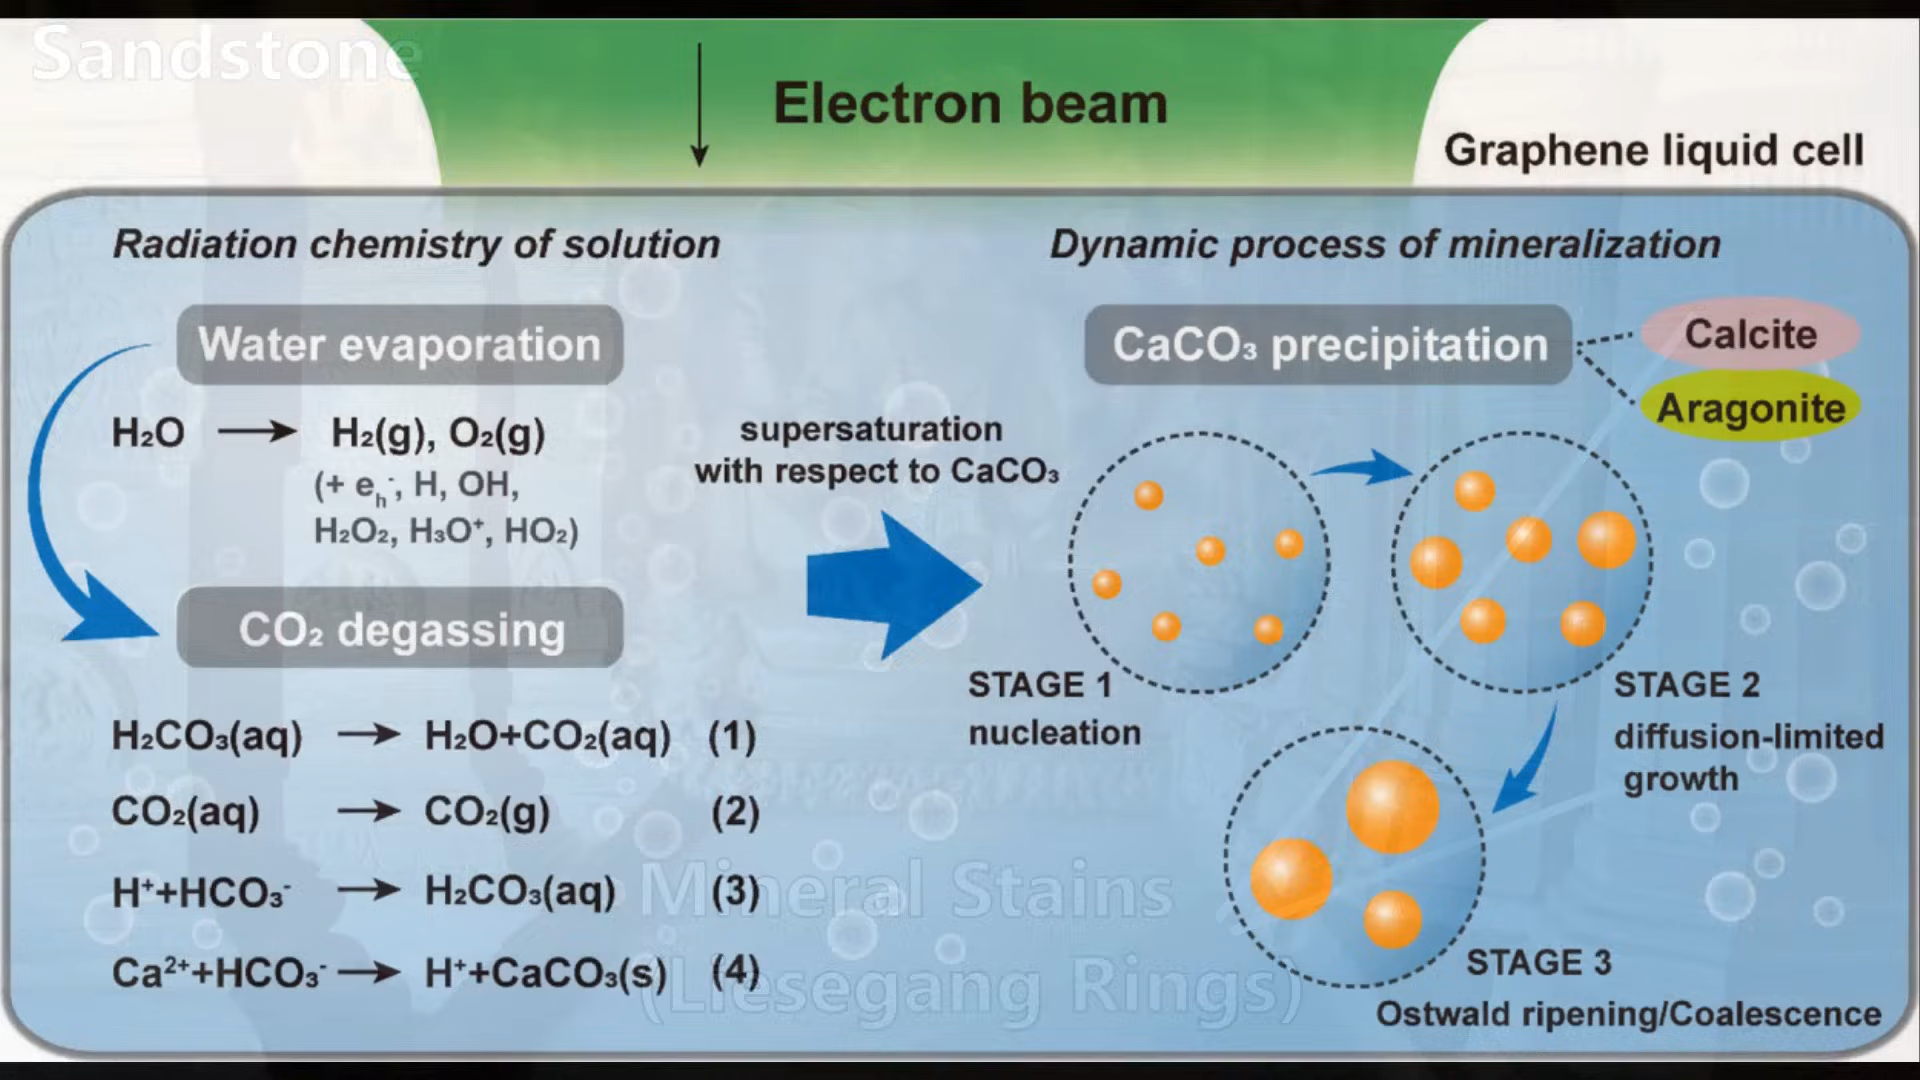 Sandstone
Electron beam
Graphene liquid cell
Radiation chemistry of solution
Water evaporation
H₂O → H₂(g), O₂(g)
(+ eₕ⁻, H, OH,
H₂O₂, H₃O⁺, HO₂)
CO₂ degassing
H₂CO₃(aq) → H₂O+CO₂(aq) (1)
CO₂(aq) → CO₂(g) (2)
H⁺+HCO₃⁻ → H₂CO₃(aq) (3)
Ca²⁺+HCO₃⁻ → H⁺+CaCO₃(s) (4)
supersaturation
with respect to CaCO₃
Dynamic process of mineralization
CaCO₃ precipitation
Calcite
Aragonite
STAGE 1
nucleation
STAGE 2
diffusion-limited
growth
STAGE 3
Ostwald ripening/Coalescence
Mineral Stains
(Liesegang Rings)